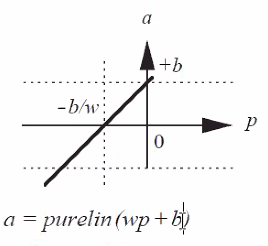 a
+b
-b/w
p
0
a = purelin(wp + b)